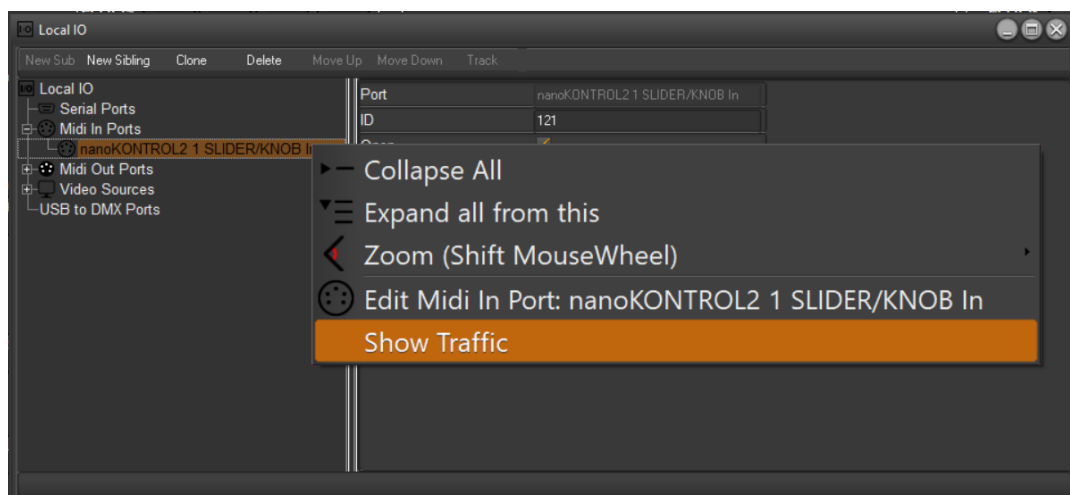 Local IO
New Sub New Sibling Clone Delete Move Up Move Down Track
Local IO
Serial Ports
Midi In Ports
nanoKONTROL2 1 SLIDER/KNOB In
Midi Out Ports
Video Sources
USB to DMX Ports
Port nanoKONTROL2 1 SLIDER/KNOB In
ID 121
Open
Collapse All
Expand all from this
Zoom (Shift MouseWheel)
Edit Midi In Port: nanoKONTROL2 1 SLIDER/KNOB In
Show Traffic